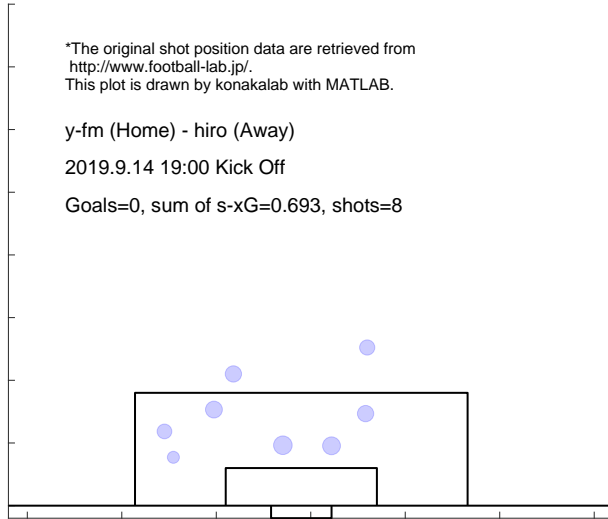 *The original shot position data are retrieved from
http://www.football-lab.jp/.
This plot is drawn by konakalab with MATLAB.
y-fm (Home) - hiro (Away)
2019.9.14 19:00 Kick Off
Goals=0, sum of s-xG=0.693, shots=8